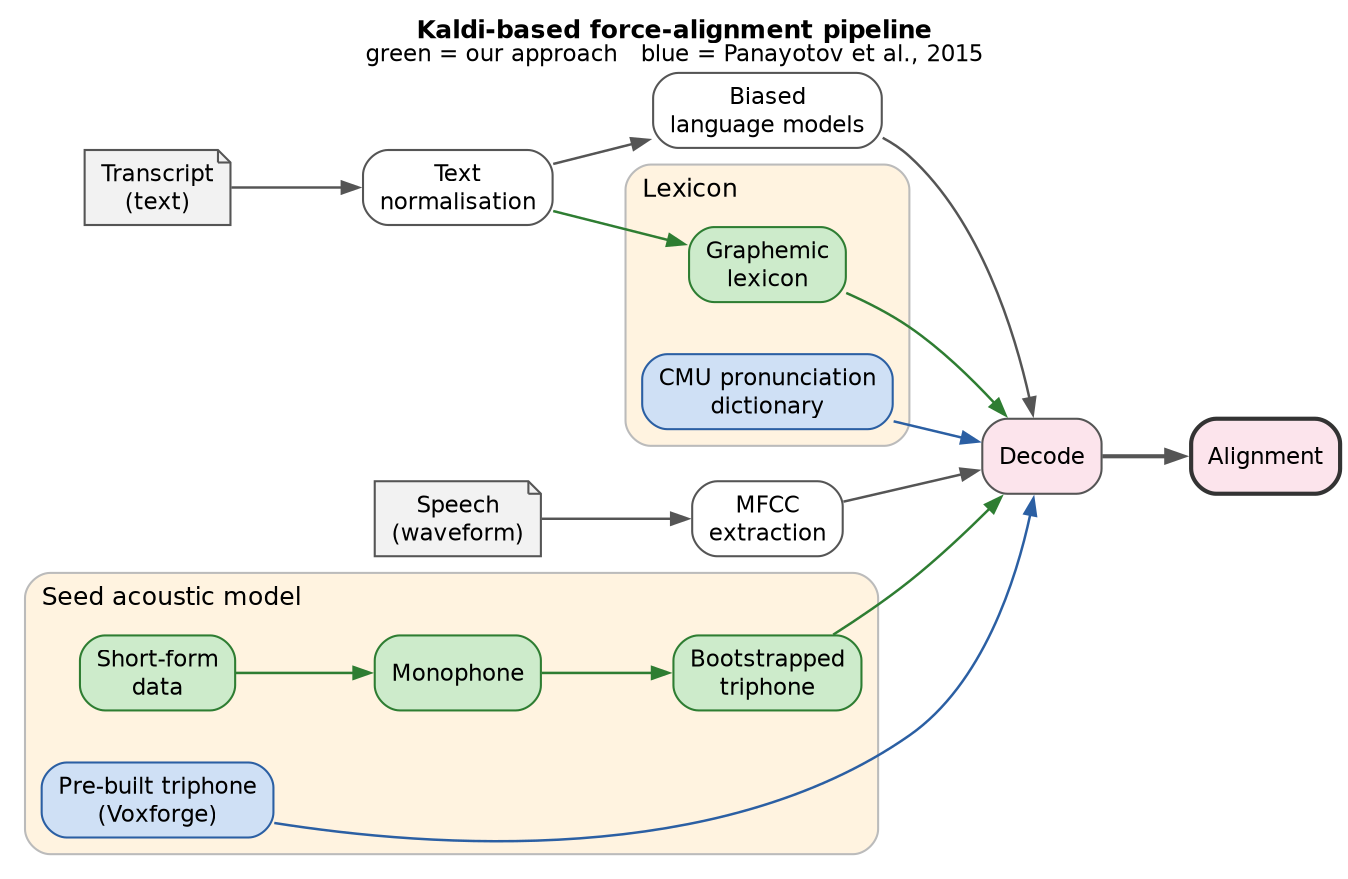 Kaldi-based force-alignment pipeline
green = our approach   blue = Panayotov et al., 2015
Biased
language models
Transcript
(text)
Text
normalisation
Lexicon
Graphemic
lexicon
CMU pronunciation
dictionary
Decode
Alignment
Speech
(waveform)
MFCC
extraction
Seed acoustic model
Short-form
data
Monophone
Bootstrapped
triphone
Pre-built triphone
(Voxforge)